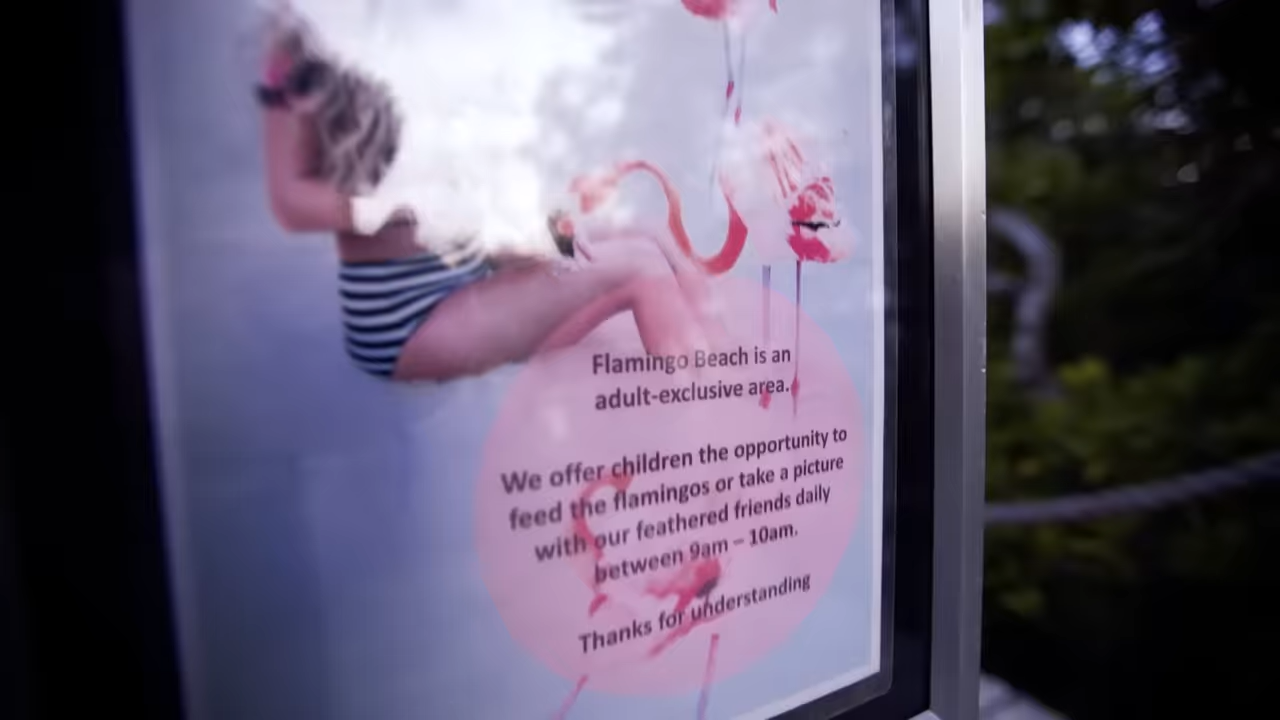 Flamingo Beach is an
adult-exclusive area.
We offer children the opportunity to
feed the flamingos or take a picture
with our feathered friends daily
between 9am – 10am.
Thanks for understanding